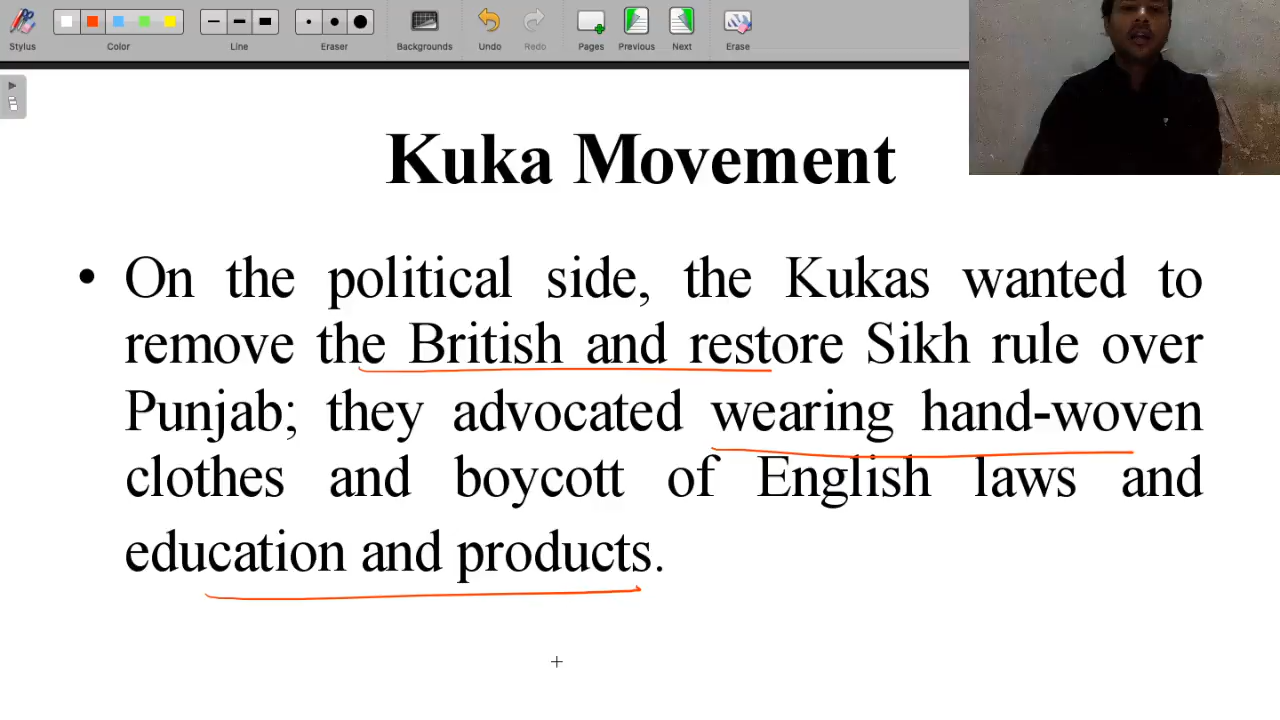 Stylus
Color
Line
Eraser
Backgrounds
Undo
Redo
Pages
Previous
Next
Erase
Kuka Movement
• On the political side, the Kukas wanted to
remove the British and restore Sikh rule over
Punjab; they advocated wearing hand-woven
clothes and boycott of English laws and
education and products.